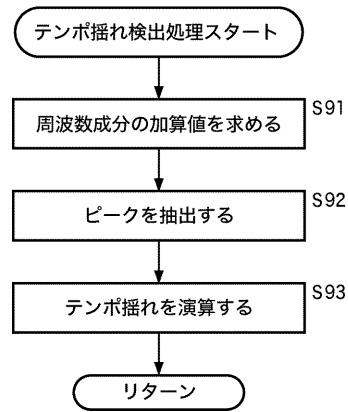 テンポ揺れ検出処理スタート
周波数成分の加算値を求める
S91
ピークを抽出する
S92
テンポ揺れを演算する
S93
リターン